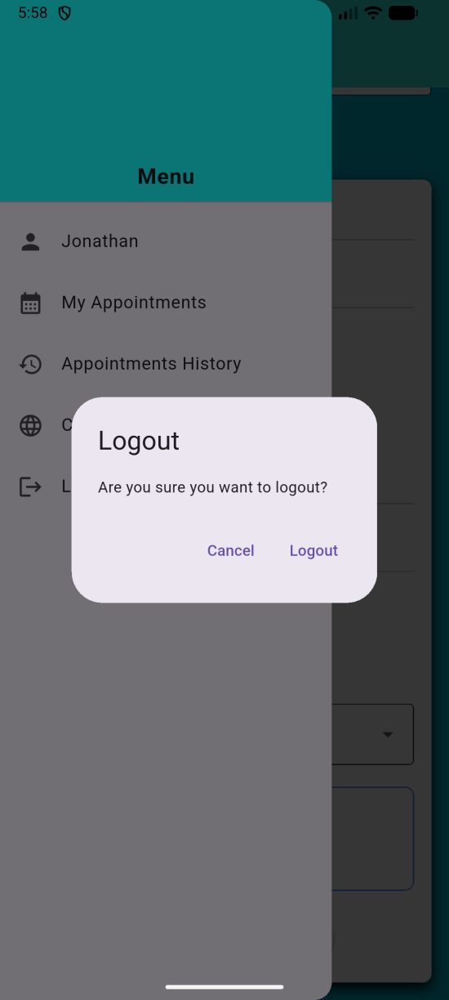 5:58
Menu
Jonathan
My Appointments
Appointments History
C
L
Logout
Are you sure you want to logout?
Cancel
Logout